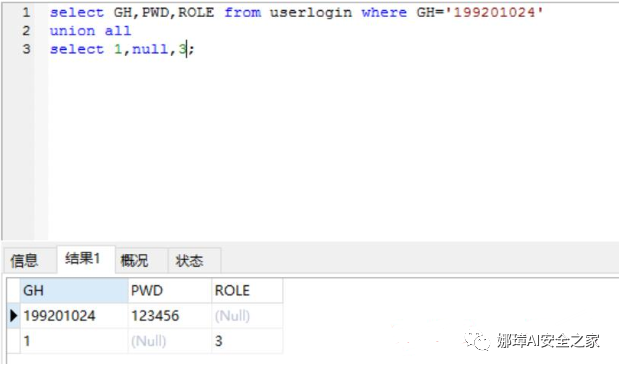 1 select GH,PWD,ROLE from userlogin where GH='199201024'
2 union all
3 select 1,null,3;
信息 结果1 概况 状态
GH PWD ROLE
199201024 123456 (Null)
1 (Null) 3
娜璋AI安全之家